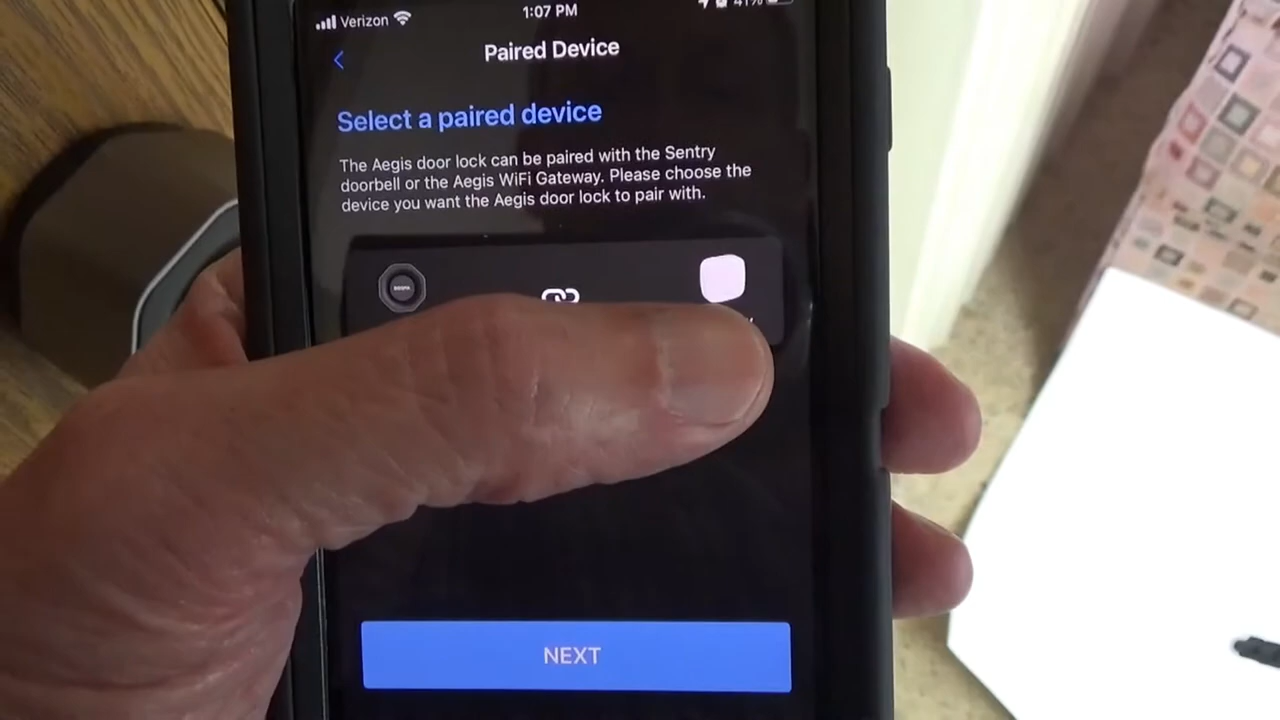 Verizon
1:07 PM
41%
Paired Device
Select a paired device
The Aegis door lock can be paired with the Sentry
doorbell or the Aegis WiFi Gateway. Please choose the
device you want the Aegis door lock to pair with.
NEXT